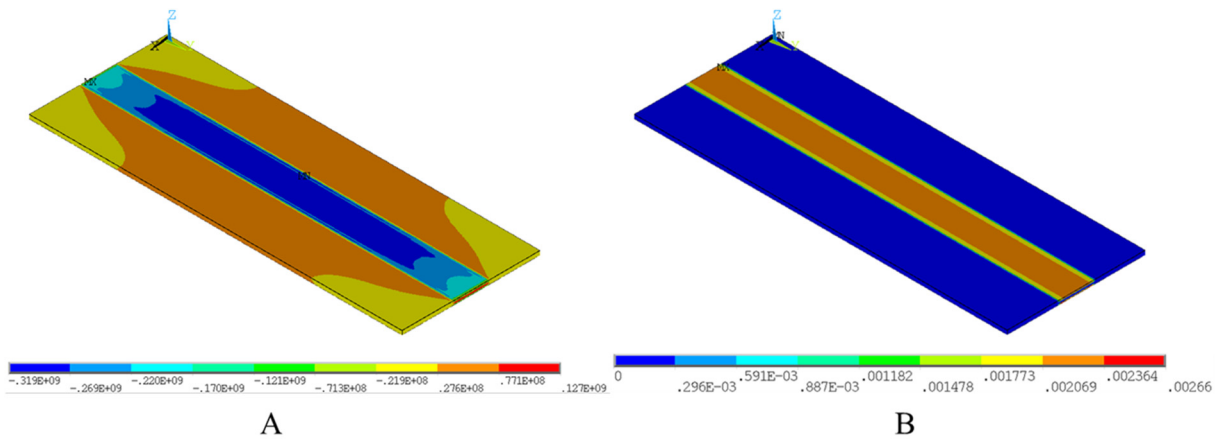 Z
X
Y
MX
MN
-.319E+09
-.269E+09
-.220E+09
-.170E+09
-.121E+09
-.713E+08
-.219E+08
.276E+08
.771E+08
.127E+09
A
Z
MN
MX
0
.296E-03
.591E-03
.887E-03
.001182
.001478
.001773
.002069
.002364
.00266
B